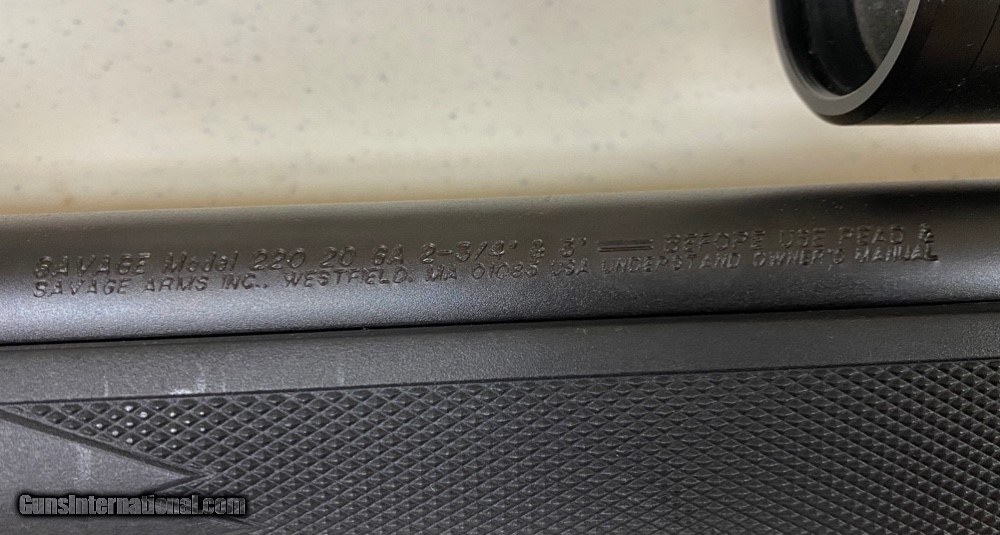 SAVAGE Model 220 20 GA 2-3/4" & 3" BEFORE USE READ &
SAVAGE ARMS INC., WESTFIELD, MA 01085 USA UNDERSTAND OWNER'S MANUAL
GunsInternational.com